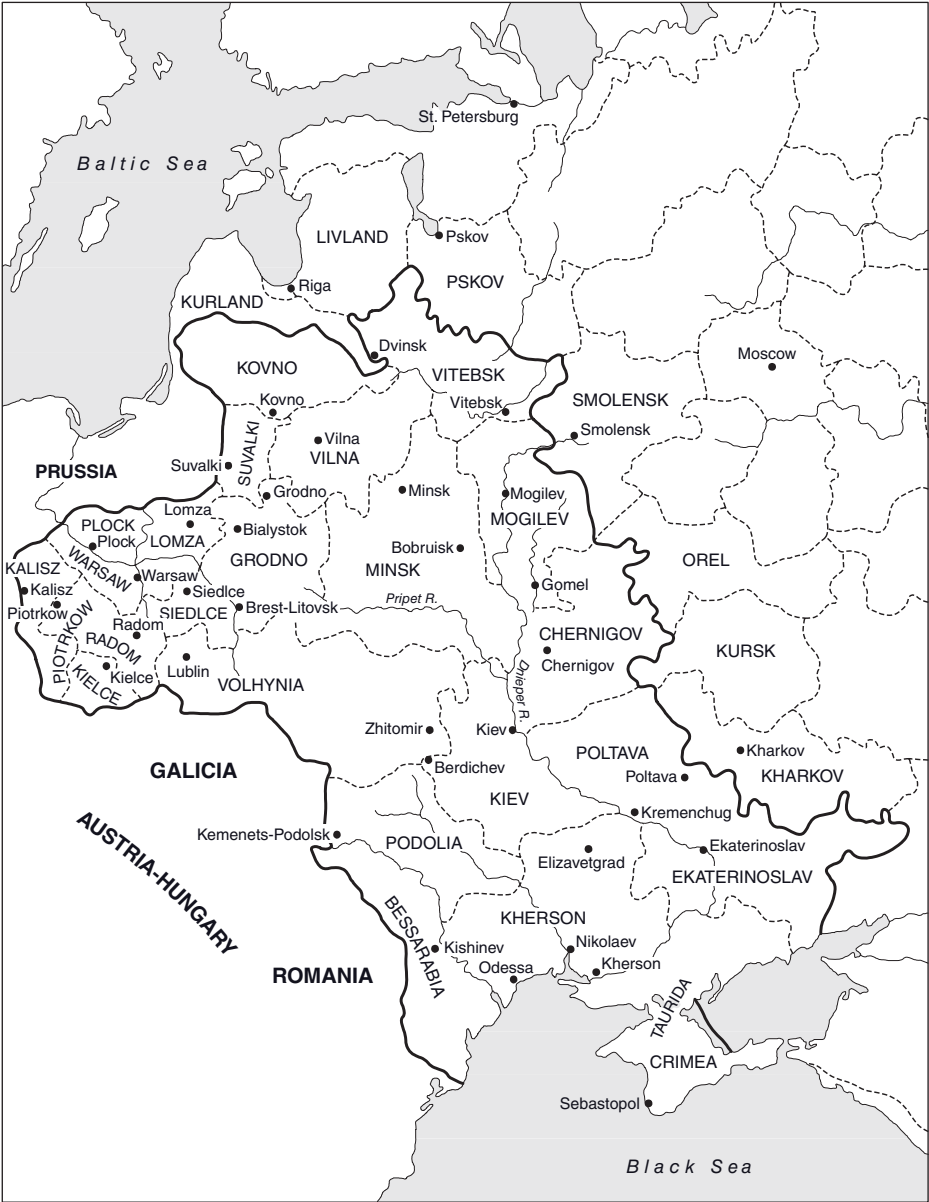 St. Petersburg
Baltic Sea
LIVLAND
Pskov
PSKOV
Riga
KURLAND
Dvinsk
Moscow
KOVNO
VITEBSK
SMOLENSK
Kovno
Vitebsk
Smolensk
SUVALKI
Vilna
VILNA
PRUSSIA
Suvalki
Grodno
Minsk
Mogilev
MOGILEV
Lomza
PLOCK
Plock
LOMZA
Bialystok
GRODNO
Bobruisk
MINSK
OREL
KALISZ
WARSAW
Warsaw
Kalisz
Siedlce
Gomel
Piotrkow
SIEDLCE
Brest-Litovsk
Pripet R.
PIOTRKOW
Radom
RADOM
CHERNIGOV
Chernigov
KURSK
KIELCE
Kielce
Lublin
VOLHYNIA
Dnieper R.
Zhitomir
Kiev
POLTAVA
Kharkov
KHARKOV
GALICIA
Berdichev
Poltava
KIEV
Kremenchug
AUSTRIA-HUNGARY
Kemenets-Podolsk
PODOLIA
Elizavetgrad
Ekaterinoslav
EKATERINOSLAV
BESSARABIA
KHERSON
Kishinev
Nikolaev
ROMANIA
Odessa
Kherson
TAURIDA
CRIMEA
Sebastopol
Black Sea